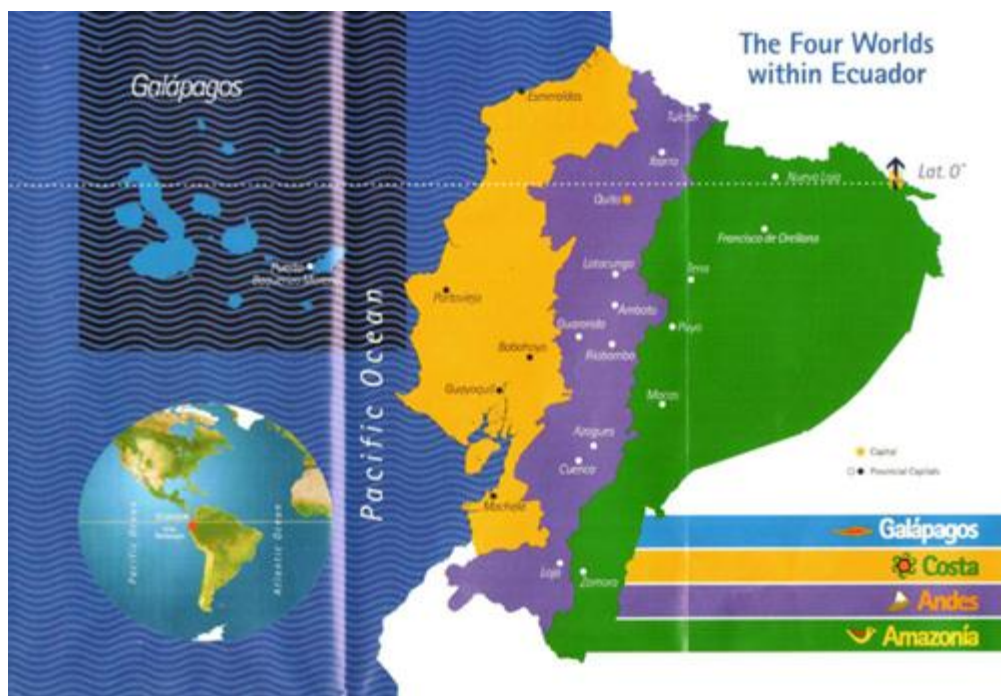 The Four Worlds
within Ecuador
Galápagos
Esmeraldas
Tulcán
Ibarra
Lat. 0°
Nueva Loja
Quito
Francisco de Orellana
Latacunga
Tena
Puerto
Baquerizo Moreno
Portoviejo
Ambato
Guaranda
Puyo
Riobamba
Babahoyo
Guayaquil
Macas
Pacific Ocean
Azogues
Cuenca
Capital
Provincial Capitals
Machala
Loja
Zamora
Pacific Ocean
Atlantic Ocean
Galápagos
Costa
Andes
Amazonía